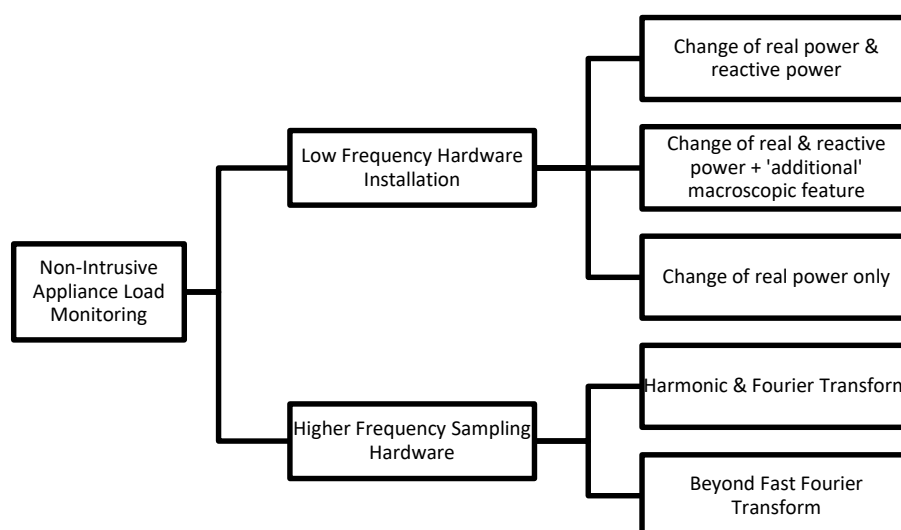 Change of real power &
reactive power
Low Frequency Hardware
Installation
Change of real & reactive
power + 'additional'
macroscopic feature
Non-Intrusive
Appliance Load
Monitoring
Change of real power only
Higher Frequency Sampling
Hardware
Harmonic & Fourier Transform
Beyond Fast Fourier
Transform